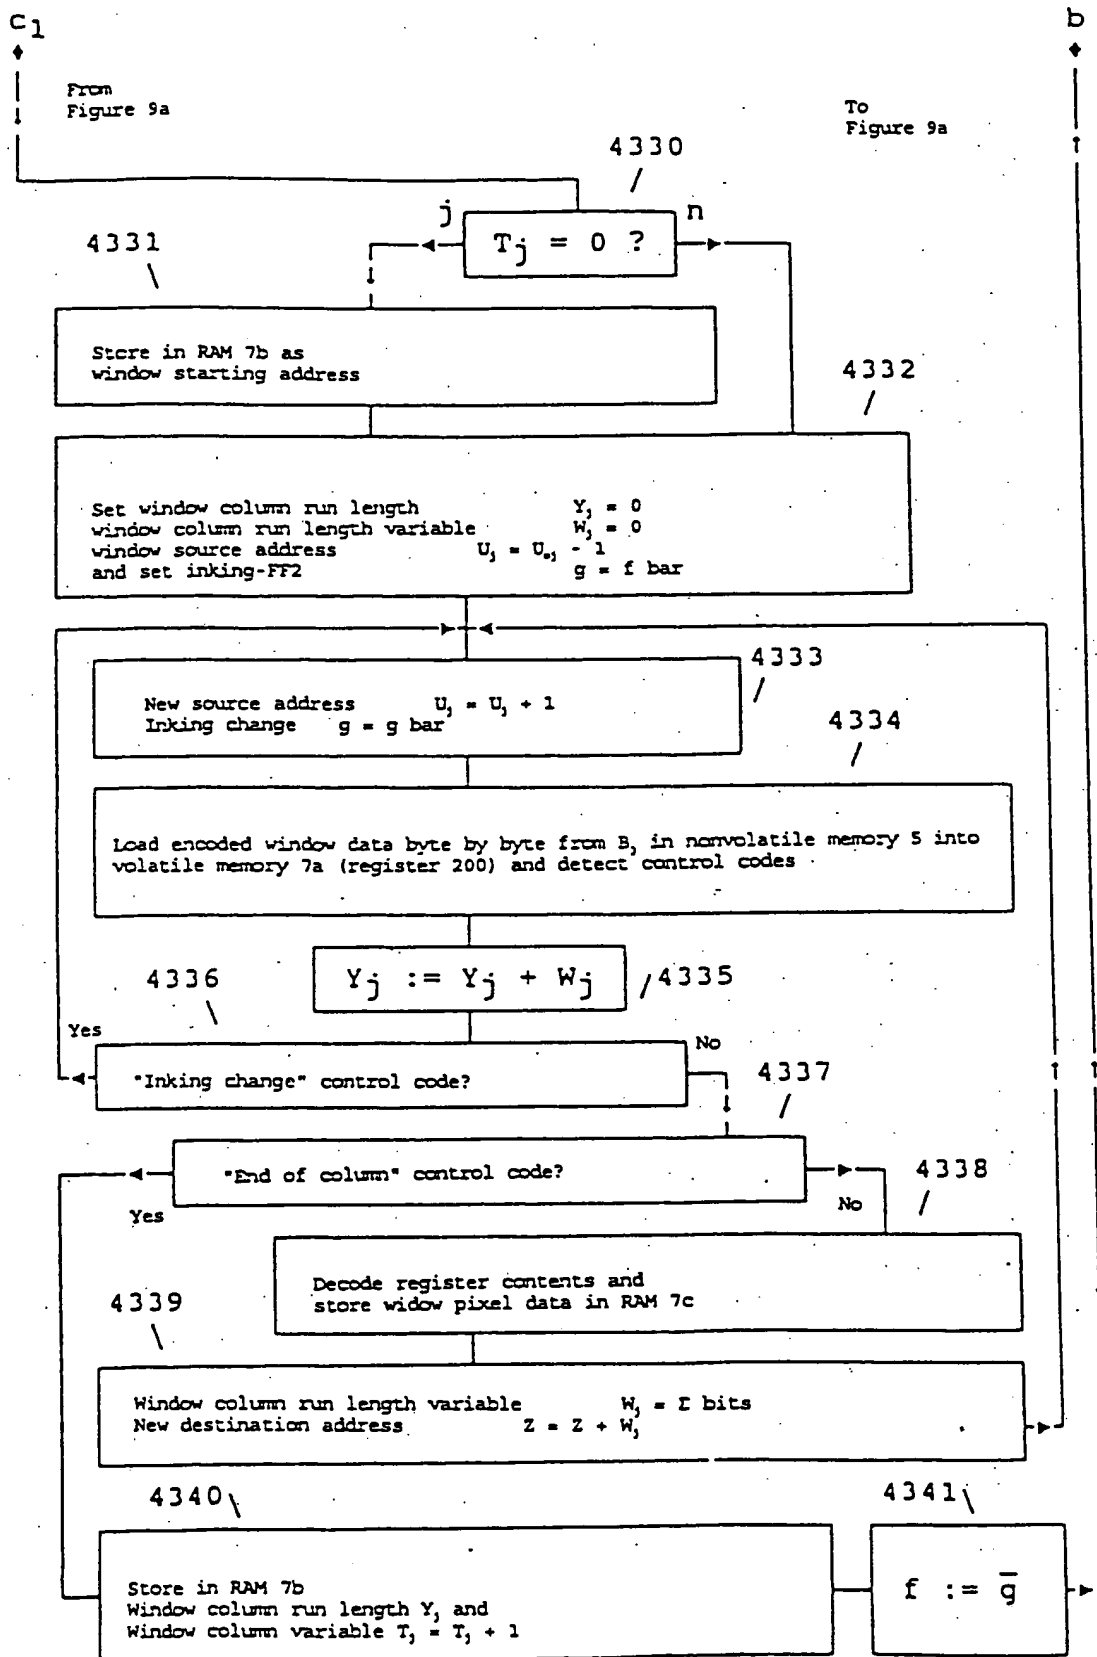 c1
b
From
Figure 9a
To
Figure 9a
4330
j
n
Tj = 0 ?
4331
Store in RAM 7b as
window starting address
4332
Set window column run length Yj = 0
window column run length variable Wj = 0
window source address Uj = Uoj - 1
and set inking-FF2 g = f bar
4333
New source address Uj = Uj + 1
Inking change g = g bar
4334
Load encoded window data byte by byte from Bj in nonvolatile memory 5 into
volatile memory 7a (register 200) and detect control codes
4335
Yj := Yj + Wj
4336
Yes
No
"Inking change" control code?
4337
"End of column" control code?
Yes
No
4338
Decode register contents and
store widow pixel data in RAM 7c
4339
Window column run length variable Wj = Σ bits
New destination address Z = Z + Wj
4340
Store in RAM 7b
Window column run length Yj and
Window column variable Tj = Tj + 1
4341
f := g̅